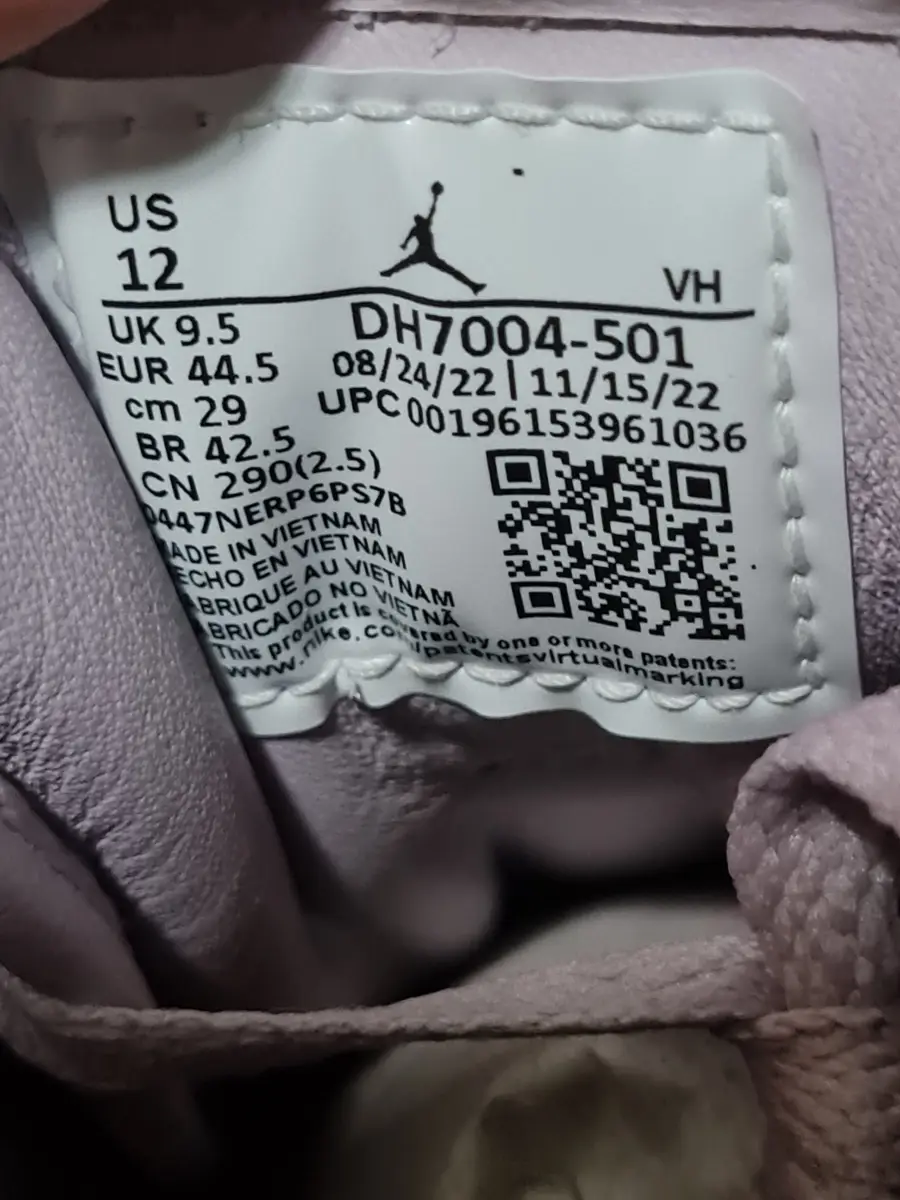 US
12
VH
UK 9.5
EUR 44.5
cm 29
BR 42.5
CN 290(2.5)
DH7004-501
08/24/22 | 11/15/22
UPC 00196153961036
0447NERP6PS7B
MADE IN VIETNAM
HECHO EN VIETNAM
FABRIQUE AU VIETNAM
FABRICADO NO VIETNÃ
This product is covered by one or more patents:
www.nike.com/patentsvirtualmarking